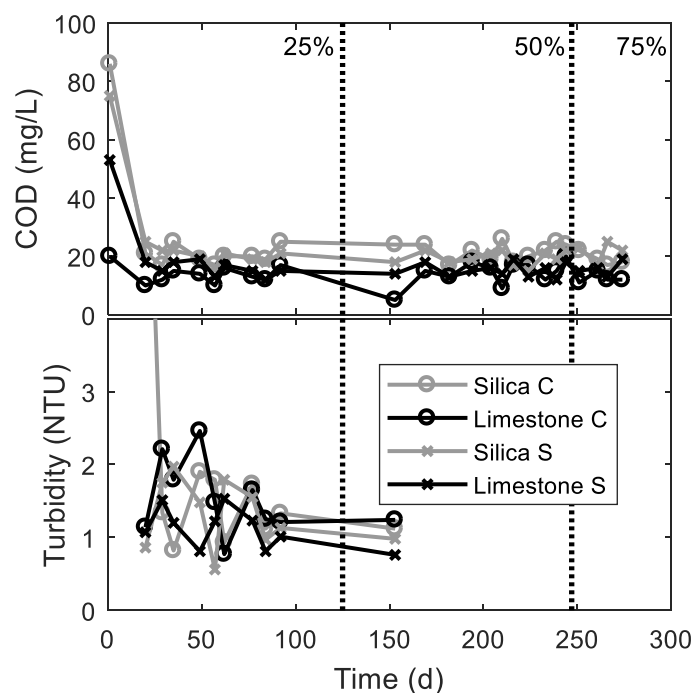 COD (mg/L)
100
80
60
40
20
0
25%
50%
75%
Turbidity (NTU)
3
2
1
0
Silica C
Limestone C
Silica S
Limestone S
0 50 100 150 200 250 300
Time (d)